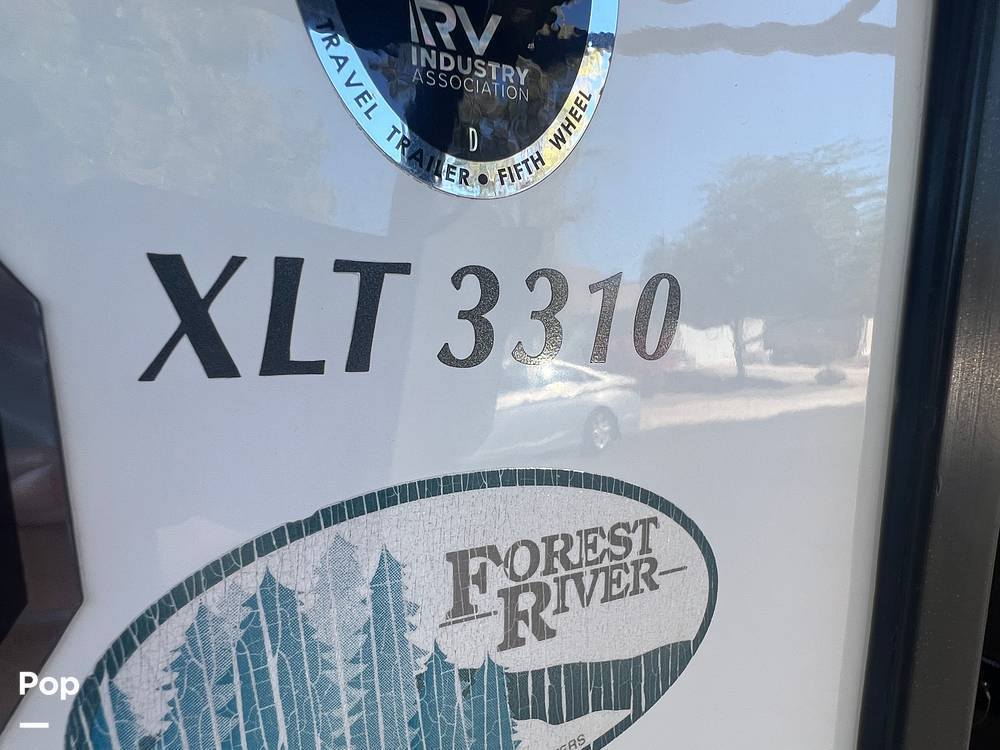 RV
INDUSTRY
ASSOCIATION
D
TRAVEL TRAILER • FIFTH WHEEL
XLT 3310
FOREST
RIVER
Pop